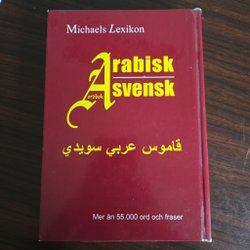 Michaels Lexikon
Arabisk
svensk
قاموس عربي سويدي
Mer än 55.000 ord och fraser